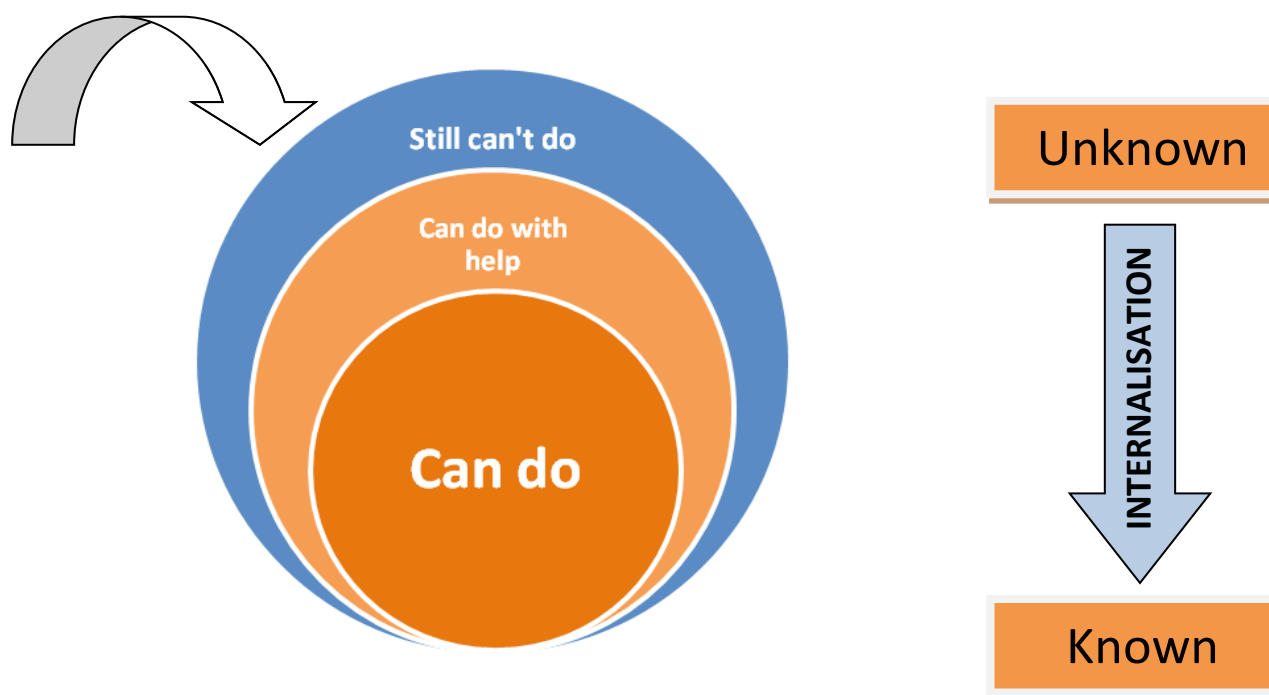 Still can't do
Can do with
help
Can do
Unknown
INTERNALISATION
Known